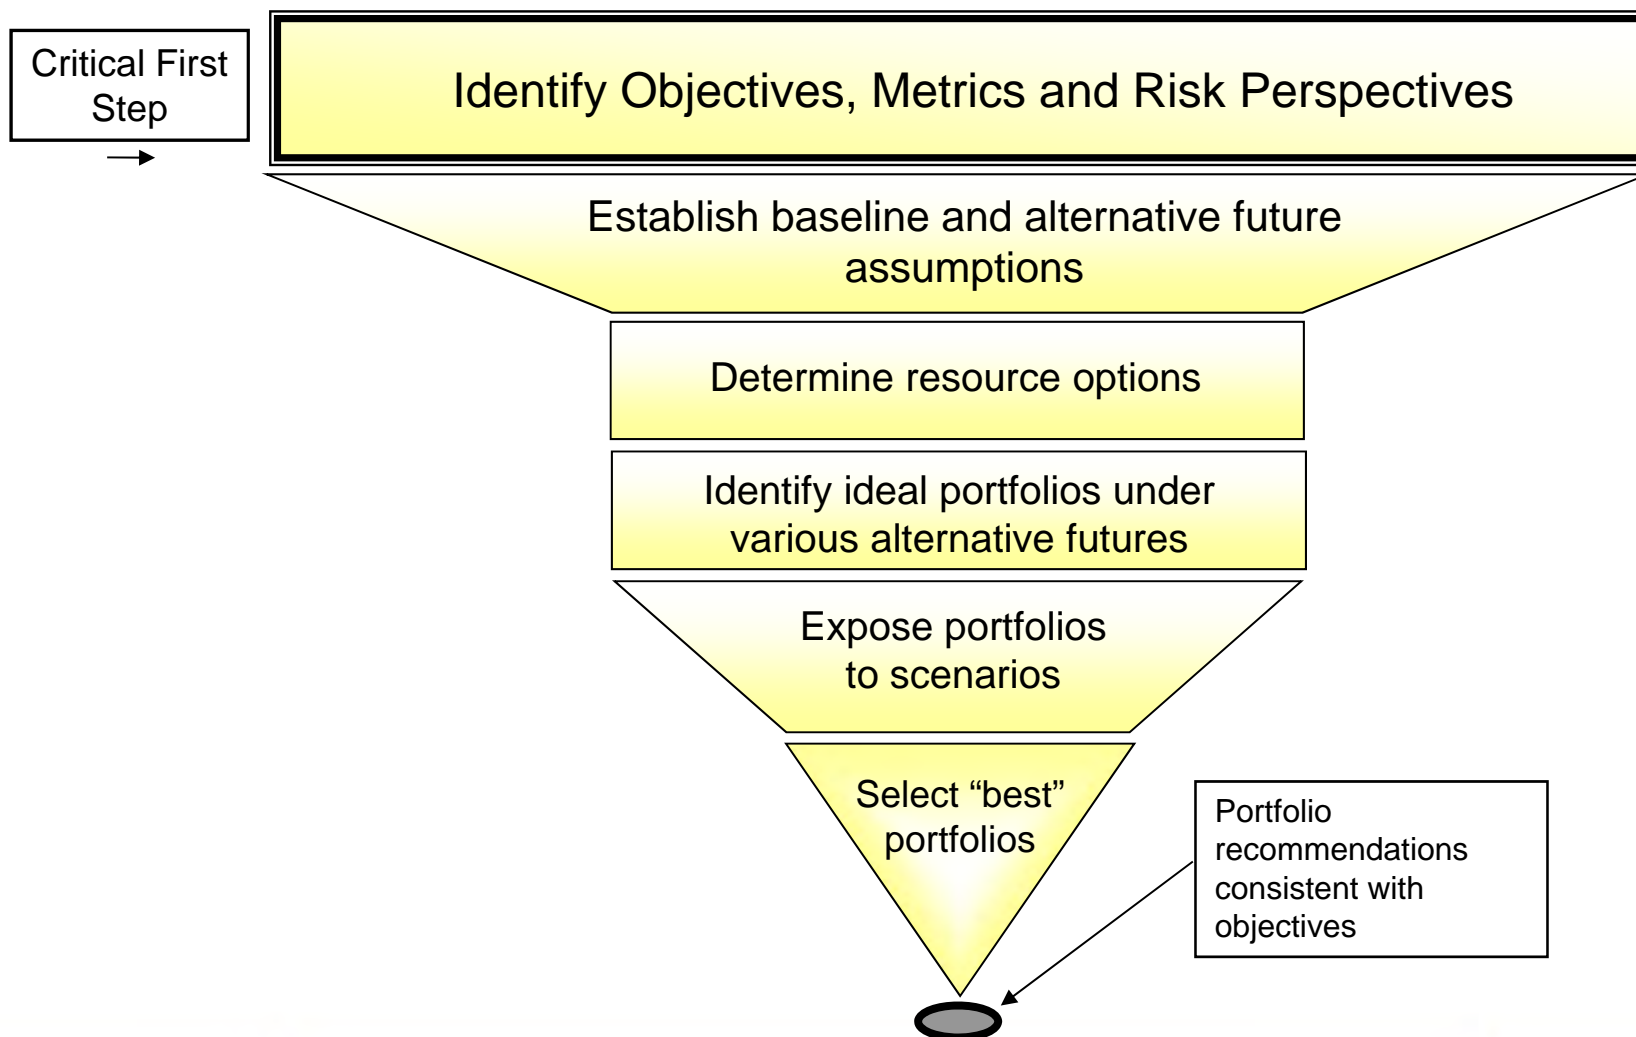 Critical First
Step
Identify Objectives, Metrics and Risk Perspectives
Establish baseline and alternative future
assumptions
Determine resource options
Identify ideal portfolios under
various alternative futures
Expose portfolios
to scenarios
Select “best”
portfolios
Portfolio
recommendations
consistent with
objectives